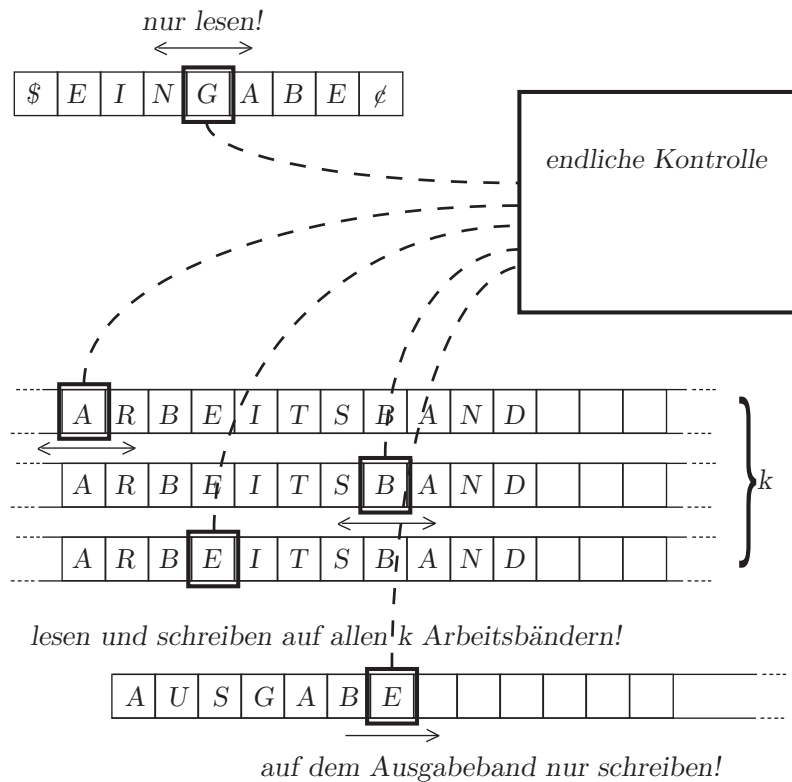 nur lesen!
$ E I N G A B E ¢
endliche Kontrolle
A R B E I T S B A N D
A R B E I T S B A N D
k
A R B E I T S B A N D
lesen und schreiben auf allen k Arbeitsbändern!
A U S G A B E
auf dem Ausgabeband nur schreiben!